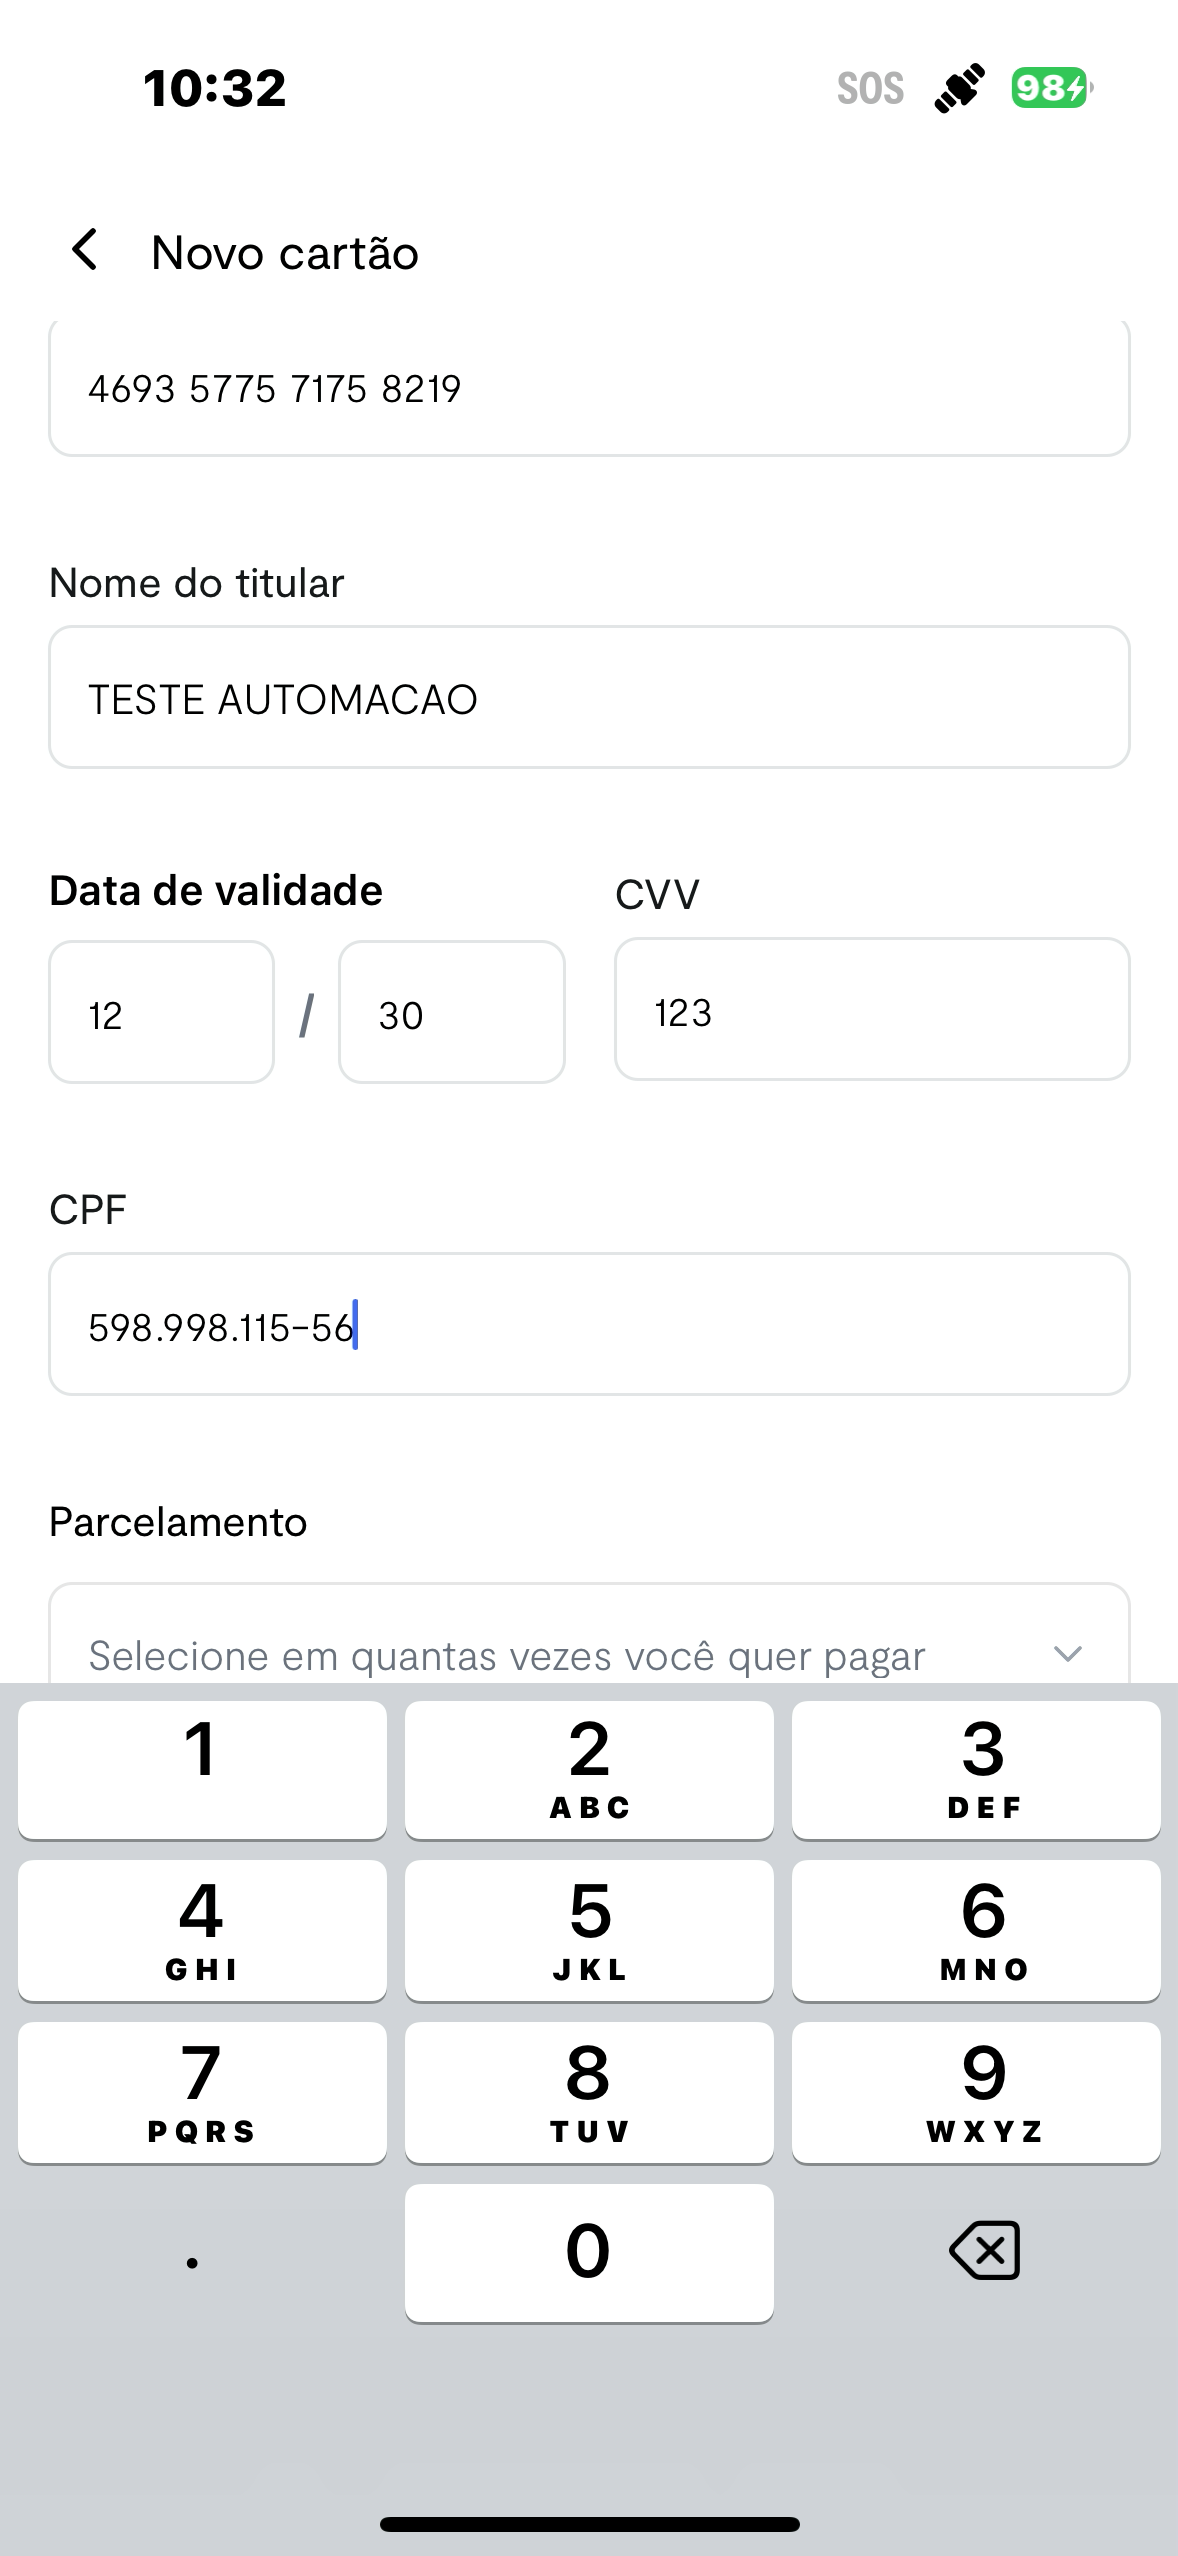 10:32 SOS 98
Novo cartão
4693 5775 7175 8219
Nome do titular
TESTE AUTOMACAO
Data de validade CVV
12 / 30 123
CPF
598.998.115-56
Parcelamento
Selecione em quantas vezes você quer pagar
1 2 3
ABC DEF
4 5 6
GHI JKL MNO
7 8 9
PQRS TUV WXYZ
. 0